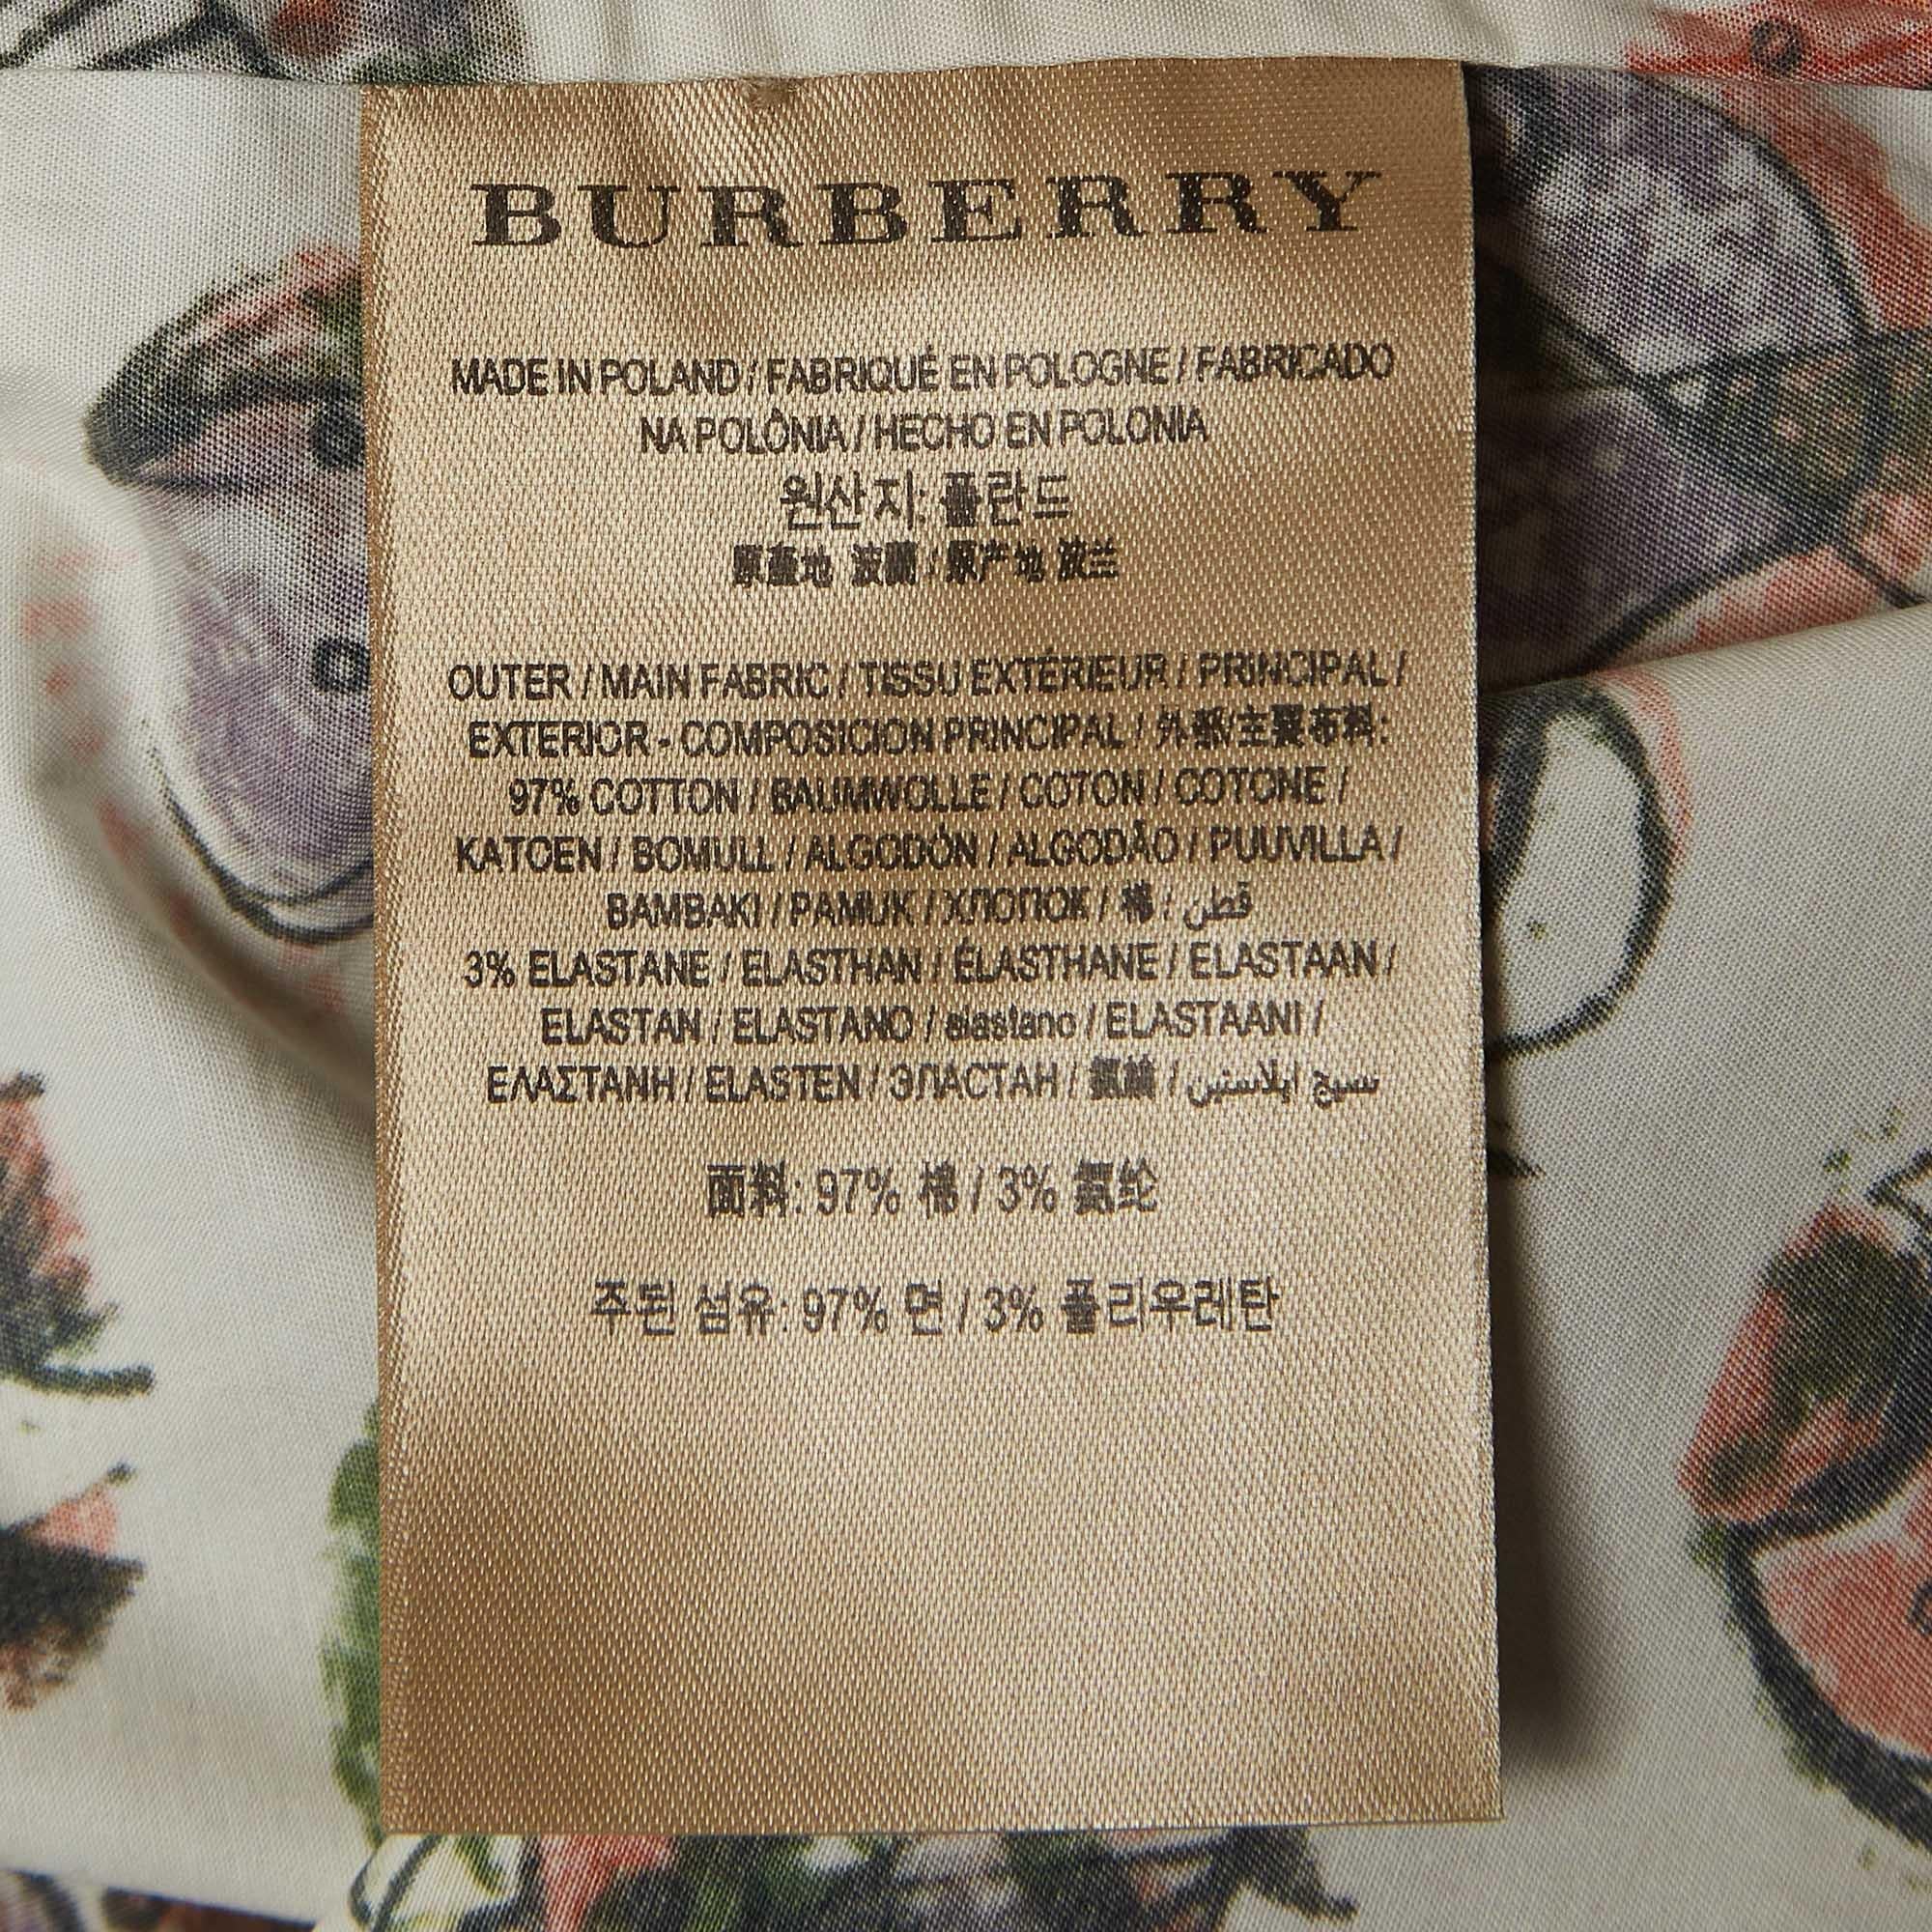 BURBERRY
MADE IN POLAND / FABRIQUÉ EN POLOGNE / FABRICADO
NA POLÔNIA / HECHO EN POLONIA
원산지: 폴란드
原產地 波蘭 / 原产地 波兰
OUTER / MAIN FABRIC / TISSU EXTÉRIEUR / PRINCIPAL /
EXTERIOR - COMPOSICION PRINCIPAL / 外部/主要布料:
97% COTTON / BAUMWOLLE / COTON / COTONE /
KATOEN / BOMULL / ALGODÓN / ALGODÃO / PUUVILLA /
BAMBAKI / PAMUK / ХЛОПОК / 棉 / قطن
3% ELASTANE / ELASTHAN / ÉLASTHANE / ELASTAAN /
ELASTAN / ELASTANO / elastano / ELASTAANI /
ΕΛΑΣΤΑΝΗ / ELASTEN / ЭЛАСТАН / 氨綸 / نسيج ايلاستين
面料: 97% 棉 / 3% 氨纶
주된 섬유: 97% 면 / 3% 폴리우레탄